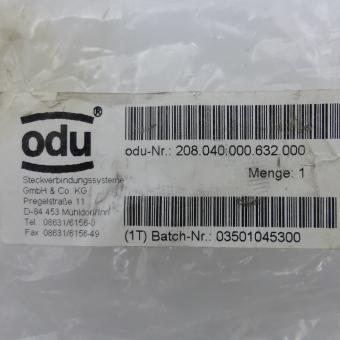 odu®
Steckverbindungssysteme
GmbH & Co. KG
Pregelstraße 11
D-84 453 Mühldorf/Inn
Tel. 08631/6156-0
Fax 08631/6156-49
odu-Nr.: 208.040.000.632.000
Menge: 1
(1T) Batch-Nr.: 03501045300